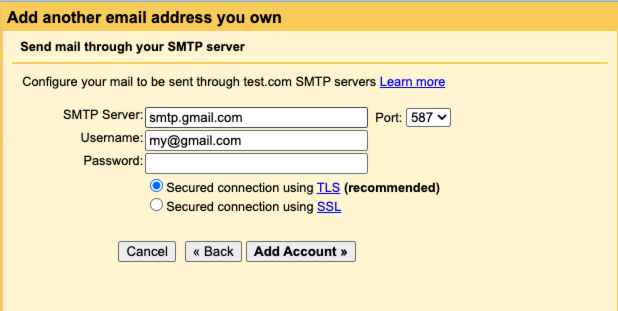 Add another email address you own
Send mail through your SMTP server
Configure your mail to be sent through test.com SMTP servers Learn more
SMTP Server: smtp.gmail.com Port: 587
Username: my@gmail.com
Password:
Secured connection using TLS (recommended)
Secured connection using SSL
Cancel « Back Add Account »